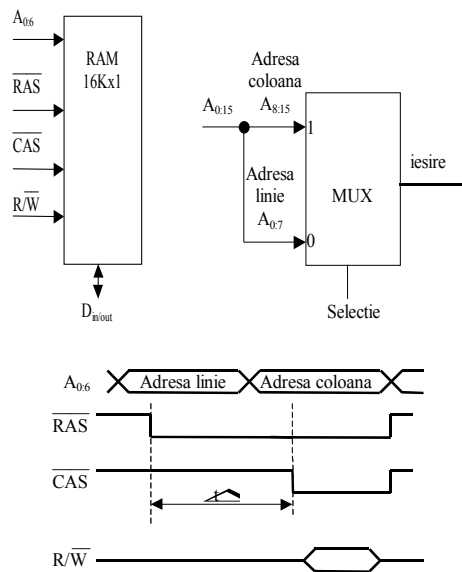 A0:6
RAS
CAS
R/W
RAM
16Kx1
Din/out
A0:15
Adresa
coloana
A8:15
1
Adresa
linie
A0:7
0
MUX
iesire
Selectie
A0:6 Adresa linie Adresa coloana
RAS
CAS
R/W